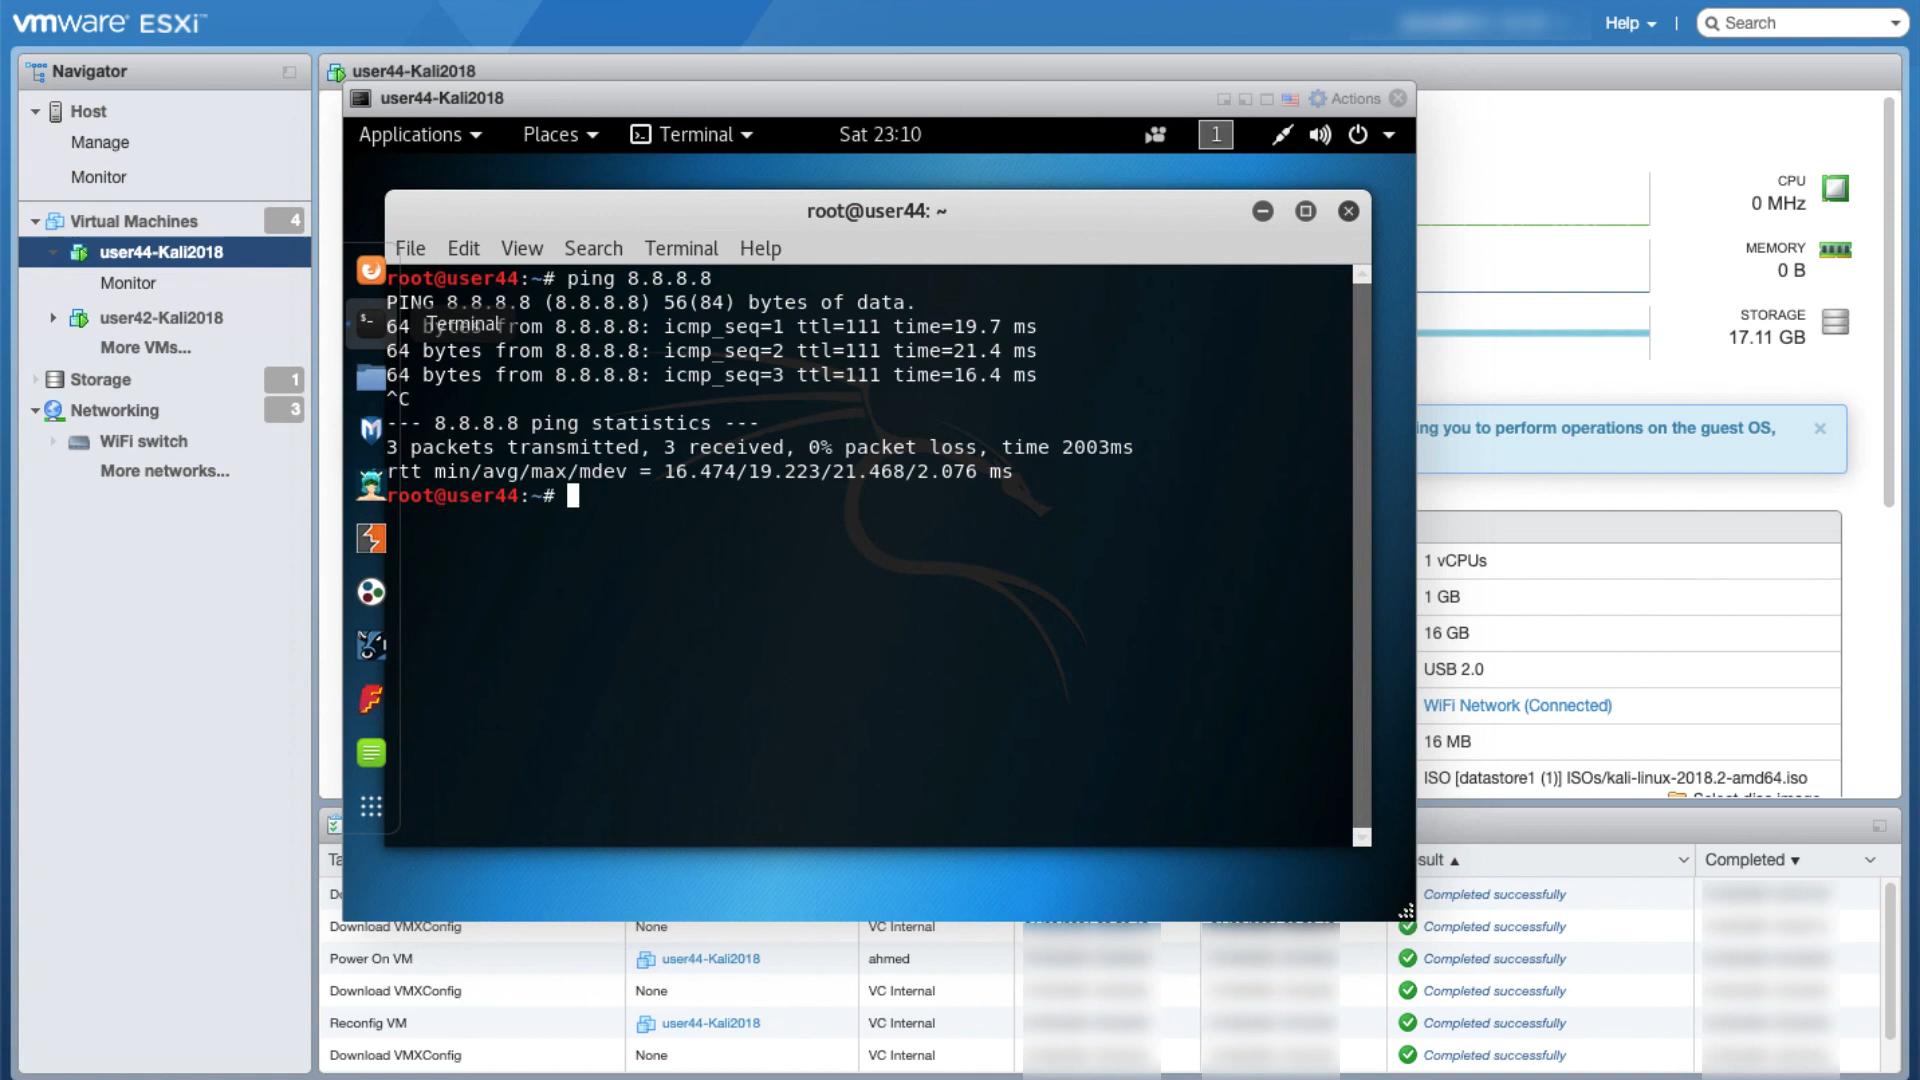 vmware ESXi™
Help
|
Search
Navigator
Host
Manage
Monitor
Virtual Machines 4
user44-Kali2018
Monitor
user42-Kali2018
More VMs...
Storage 1
Networking 3
WiFi switch
More networks...
user44-Kali2018
user44-Kali2018
Actions
Applications Places Terminal Sat 23:10 1
root@user44: ~
File Edit View Search Terminal Help
root@user44:~# ping 8.8.8.8
PING 8.8.8.8 (8.8.8.8) 56(84) bytes of data.
Terminal
64 bytes from 8.8.8.8: icmp_seq=1 ttl=111 time=19.7 ms
64 bytes from 8.8.8.8: icmp_seq=2 ttl=111 time=21.4 ms
64 bytes from 8.8.8.8: icmp_seq=3 ttl=111 time=16.4 ms
^C
--- 8.8.8.8 ping statistics ---
3 packets transmitted, 3 received, 0% packet loss, time 2003ms
rtt min/avg/max/mdev = 16.474/19.223/21.468/2.076 ms
root@user44:~#
CPU
0 MHz
MEMORY
0 B
STORAGE
17.11 GB
ing you to perform operations on the guest OS,
1 vCPUs
1 GB
16 GB
USB 2.0
WiFi Network (Connected)
16 MB
ISO [datastore1 (1)] ISOs/kali-linux-2018.2-amd64.iso
Select disc image
Completed
Completed successfully
Download VMXConfig None VC Internal Completed successfully
Power On VM user44-Kali2018 ahmed Completed successfully
Download VMXConfig None VC Internal Completed successfully
Reconfig VM user44-Kali2018 VC Internal Completed successfully
Download VMXConfig None VC Internal Completed successfully